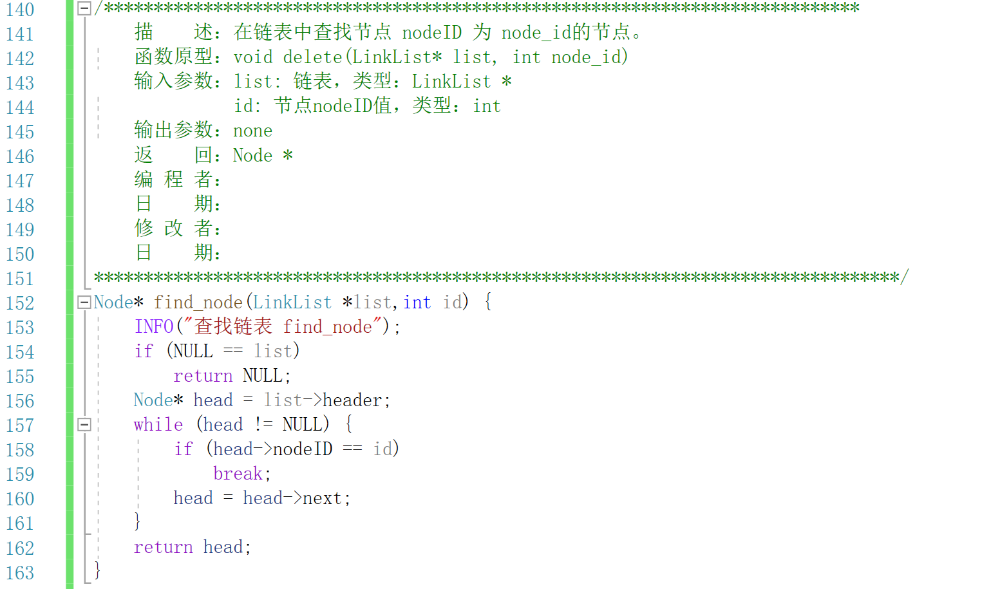 140 /****************************************************************************
141 描 述：在链表中查找节点 nodeID 为 node_id的节点。
142 函数原型：void delete(LinkList* list, int node_id)
143 输入参数：list: 链表，类型：LinkList *
144 id: 节点nodeID值，类型：int
145 输出参数：none
146 返 回：Node *
147 编 程 者：
148 日 期：
149 修 改 者：
150 日 期：
151 *********************************************************************************/
152 Node* find_node(LinkList *list,int id) {
153 INFO("查找链表 find_node");
154 if (NULL == list)
155 return NULL;
156 Node* head = list->header;
157 while (head != NULL) {
158 if (head->nodeID == id)
159 break;
160 head = head->next;
161 }
162 return head;
163 }